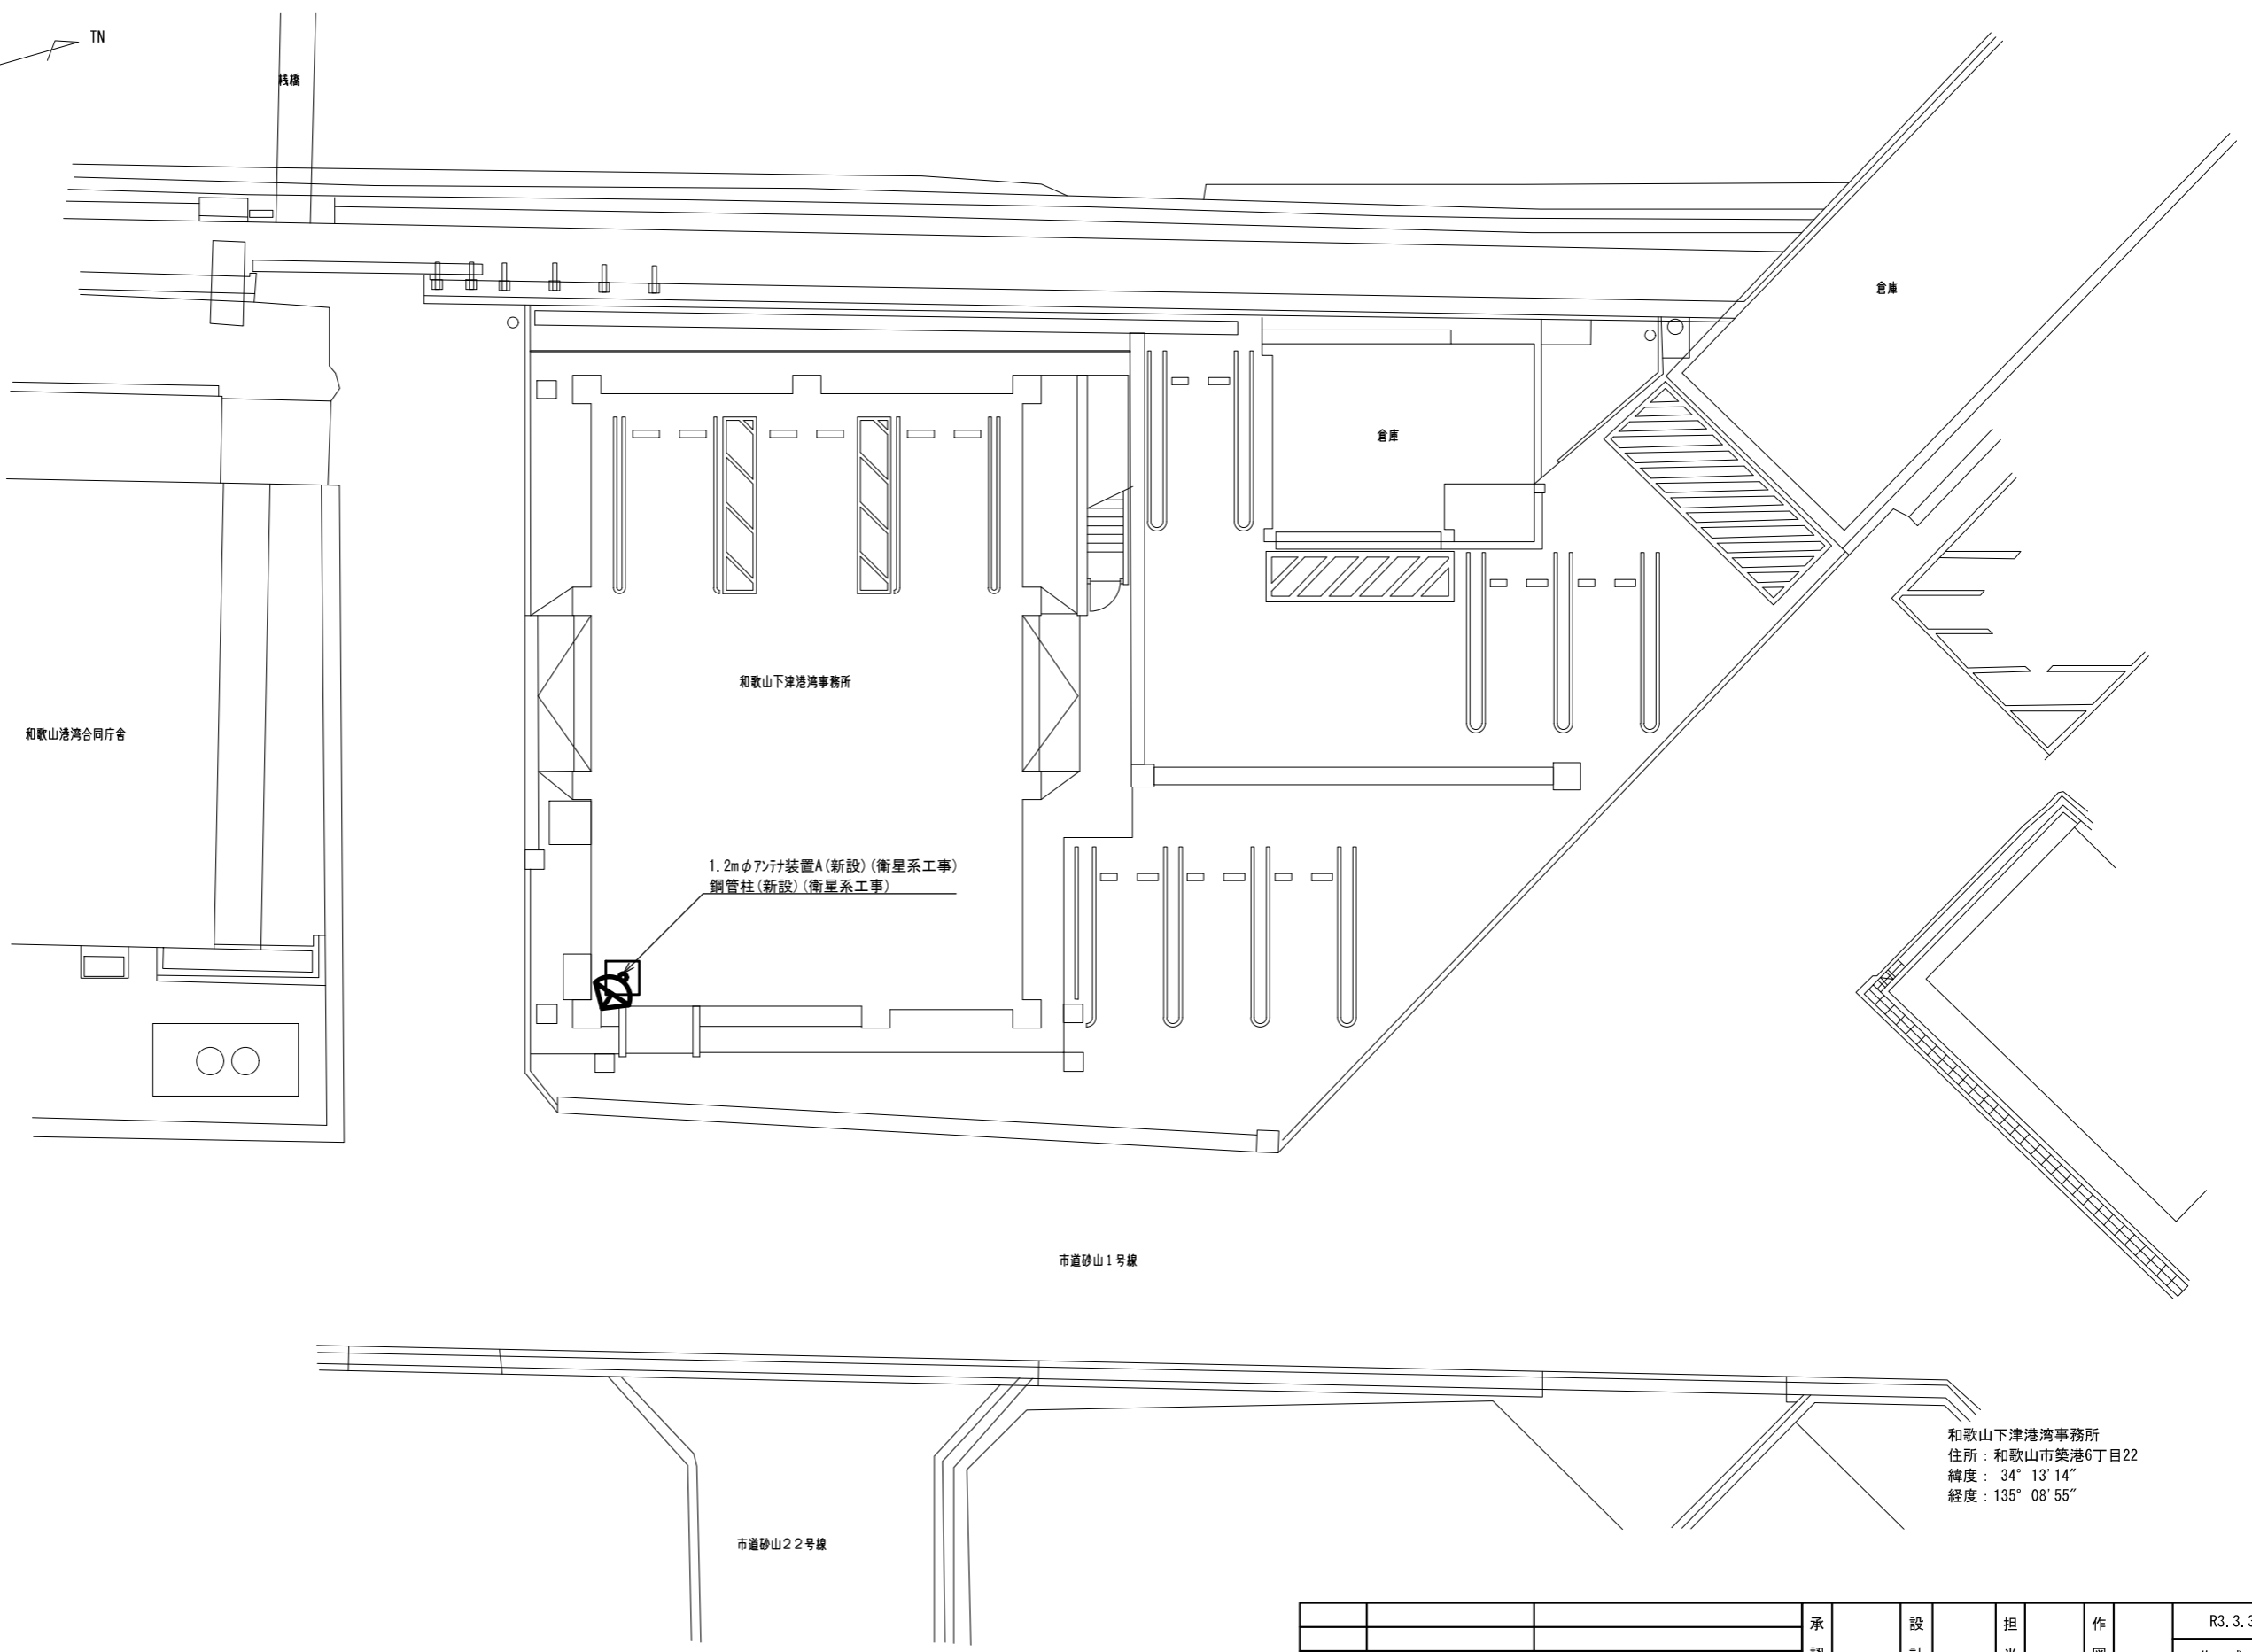 TN
桟橋
倉庫
倉庫
和歌山下津港湾事務所
和歌山港湾合同庁舎
1.2mφアンテナ装置A(新設)(衛星系工事)
鋼管柱(新設)(衛星系工事)
市道砂山1号線
和歌山下津港湾事務所
住所：和歌山市築港6丁目22
緯度： 34°13'14″
経度：135°08'55″
市道砂山22号線
承 設 担 作 R3.3.3